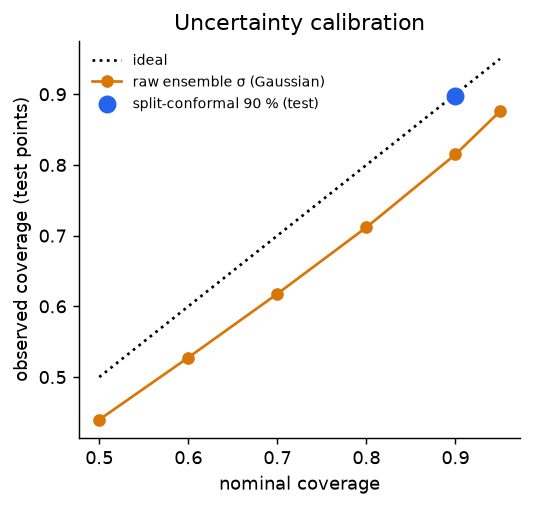 Uncertainty calibration
ideal
raw ensemble σ (Gaussian)
split-conformal 90 % (test)
observed coverage (test points)
0.9
0.8
0.7
0.6
0.5
0.5 0.6 0.7 0.8 0.9
nominal coverage